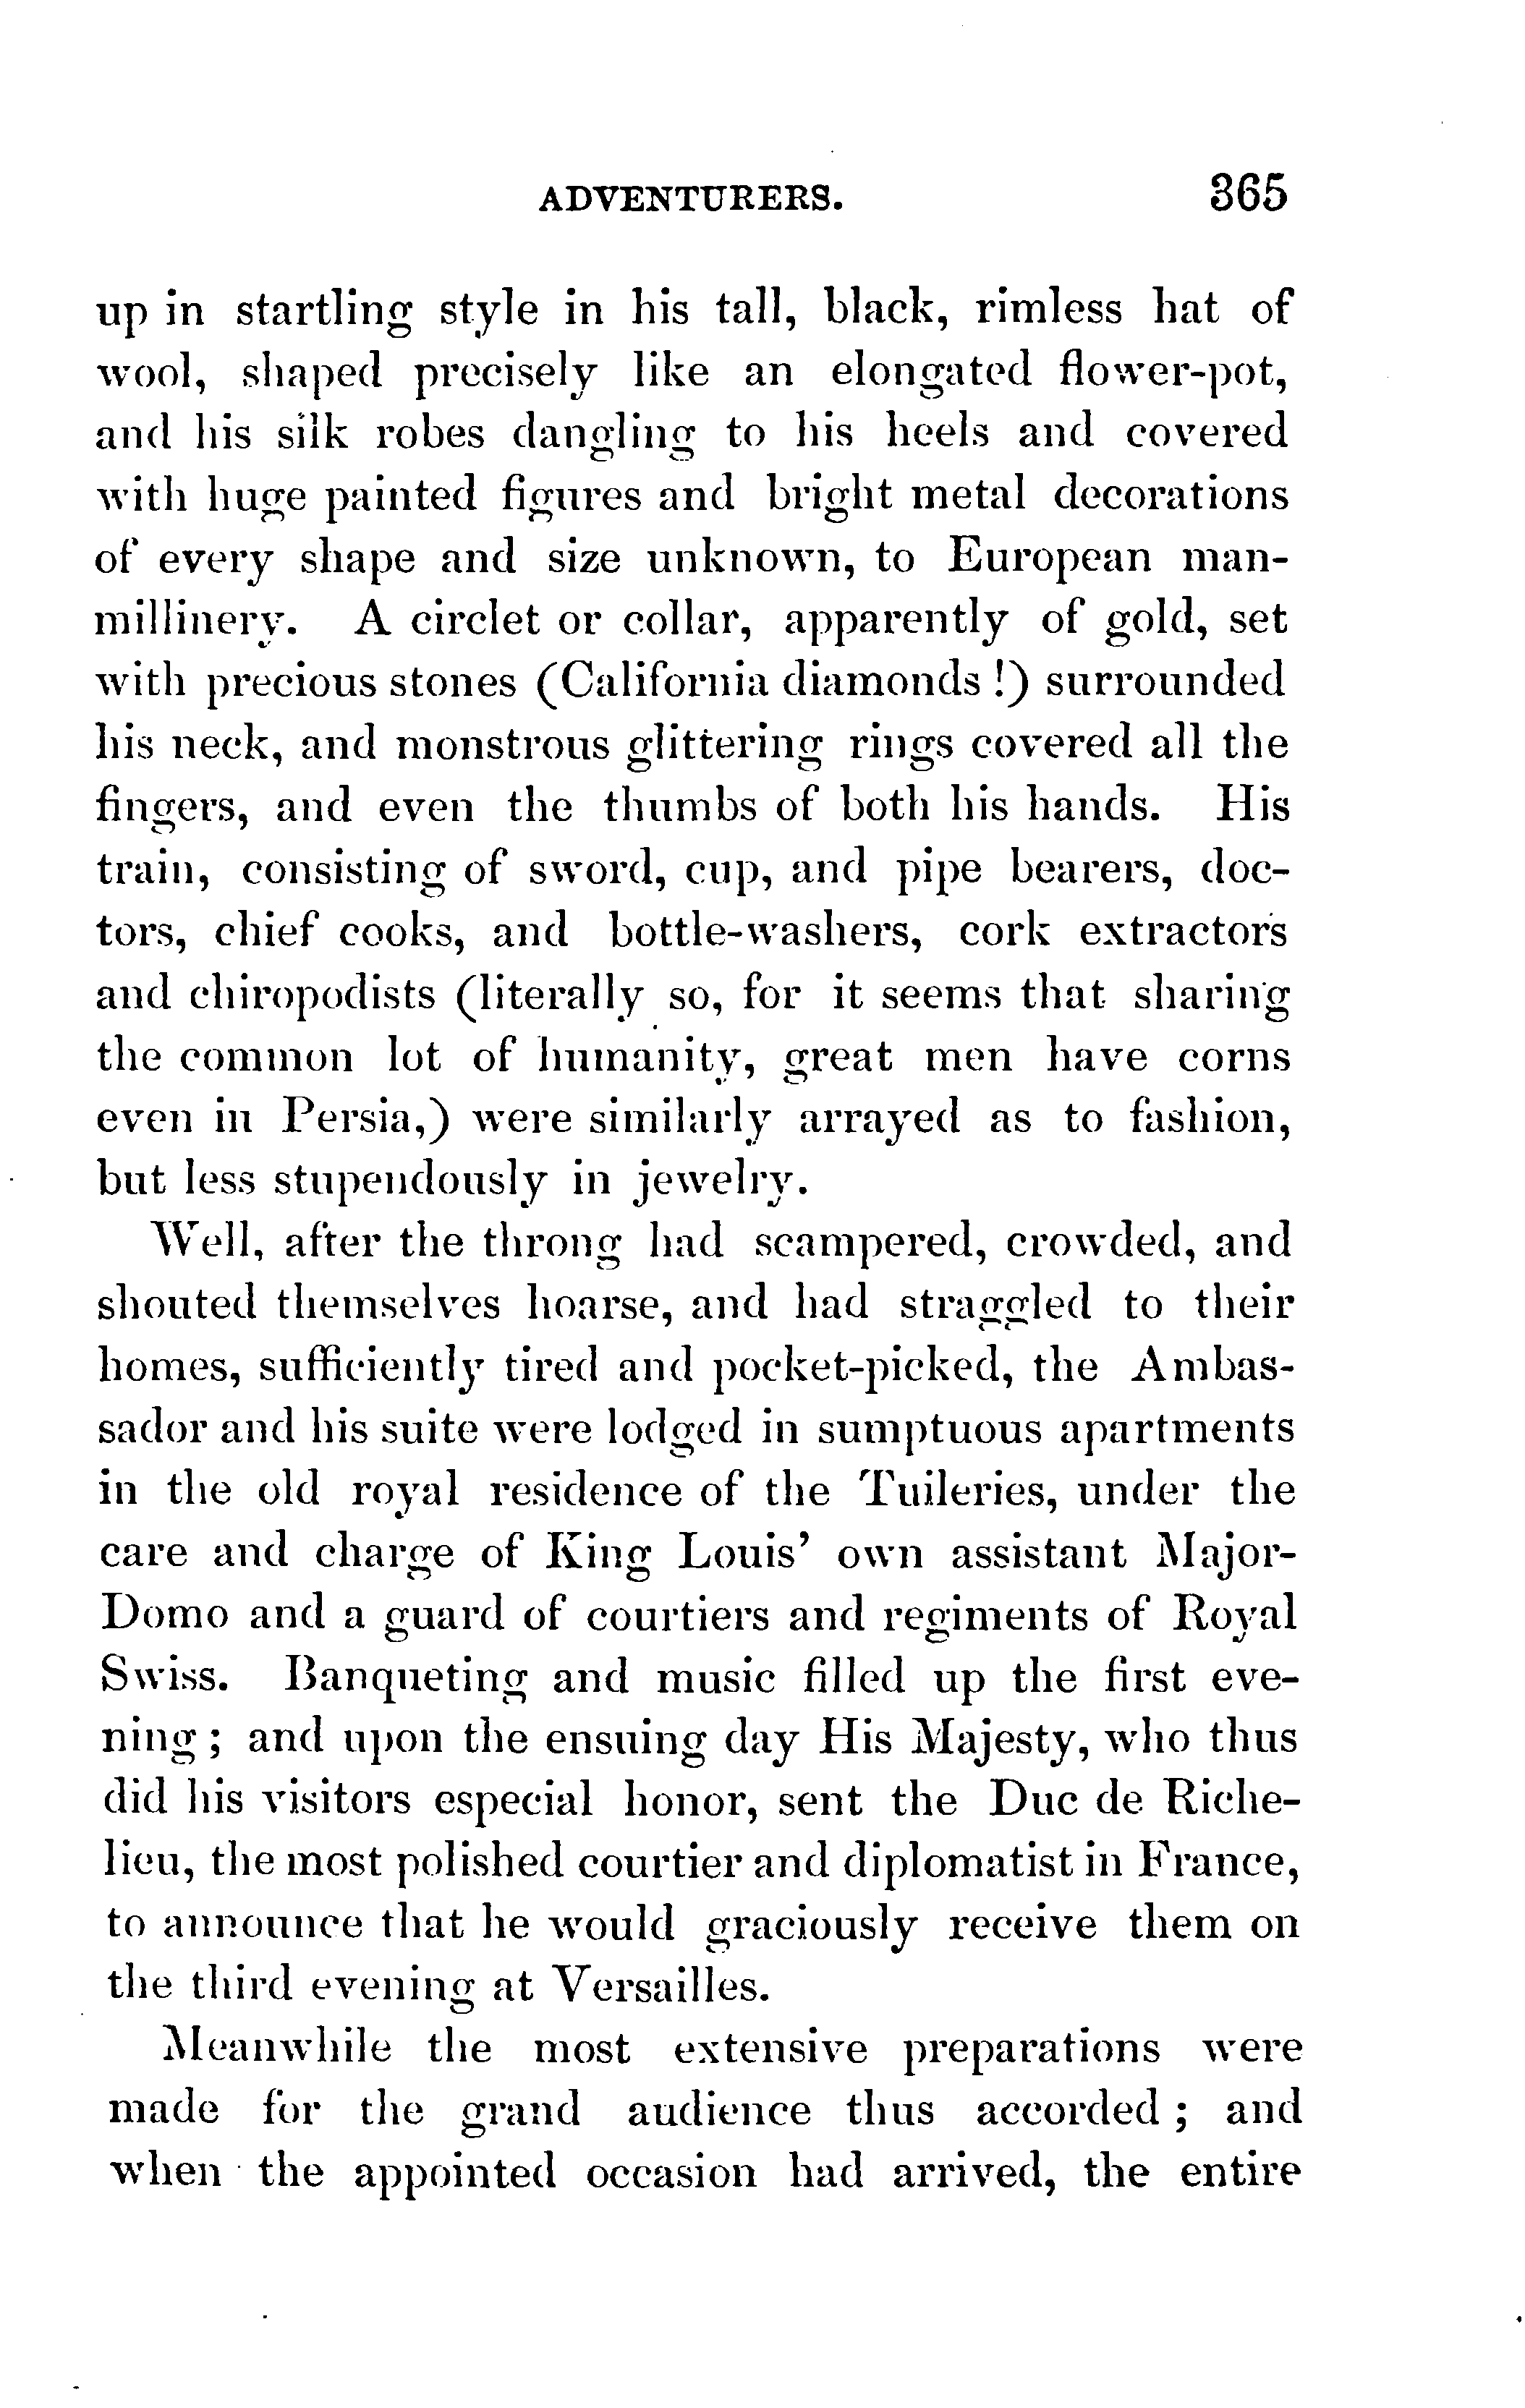 ADVENTURERS. 365
up in startling style in his tall, black, rimless hat of
wool, shaped precisely like an elongated flower-pot,
and his silk robes dangling to his heels and covered
with huge painted figures and bright metal decorations
of every shape and size unknown, to European man-
millinery. A circlet or collar, apparently of gold, set
with precious stones (California diamonds !) surrounded
his neck, and monstrous glittering rings covered all the
fingers, and even the thumbs of both his hands. His
train, consisting of sword, cup, and pipe bearers, doc-
tors, chief cooks, and bottle-washers, cork extractors
and chiropodists (literally so, for it seems that sharing
the common lot of humanity, great men have corns
even in Persia,) were similarly arrayed as to fashion,
but less stupendously in jewelry.
Well, after the throng had scampered, crowded, and
shouted themselves hoarse, and had straggled to their
homes, sufficiently tired and pocket-picked, the Ambas-
sador and his suite were lodged in sumptuous apartments
in the old royal residence of the Tuileries, under the
care and charge of King Louis' own assistant Major-
Domo and a guard of courtiers and regiments of Royal
Swiss. Banqueting and music filled up the first eve-
ning ; and upon the ensuing day His Majesty, who thus
did his visitors especial honor, sent the Duc de Riche-
lieu, the most polished courtier and diplomatist in France,
to announce that he would graciously receive them on
the third evening at Versailles.
Meanwhile the most extensive preparations were
made for the grand audience thus accorded ; and
when the appointed occasion had arrived, the entire